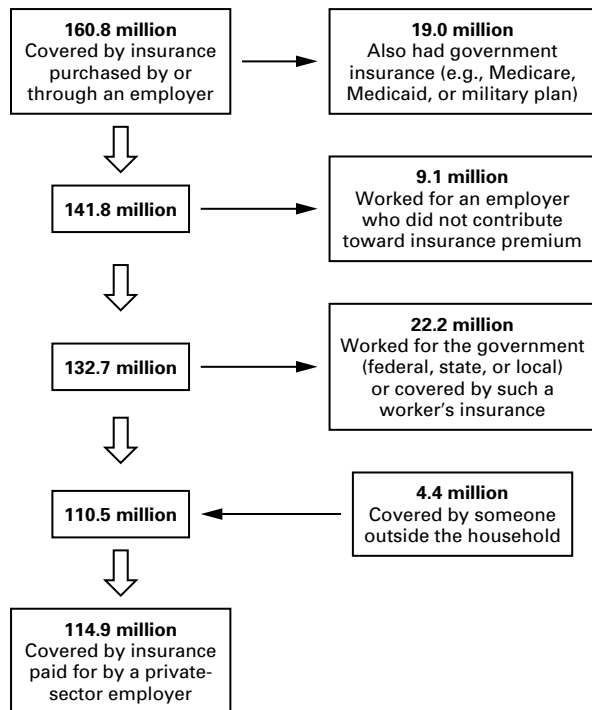 160.8 million
Covered by insurance
purchased by or
through an employer
19.0 million
Also had government
insurance (e.g., Medicare,
Medicaid, or military plan)
141.8 million
9.1 million
Worked for an employer
who did not contribute
toward insurance premium
132.7 million
22.2 million
Worked for the government
(federal, state, or local)
or covered by such a
worker’s insurance
110.5 million
4.4 million
Covered by someone
outside the household
114.9 million
Covered by insurance
paid for by a private-
sector employer